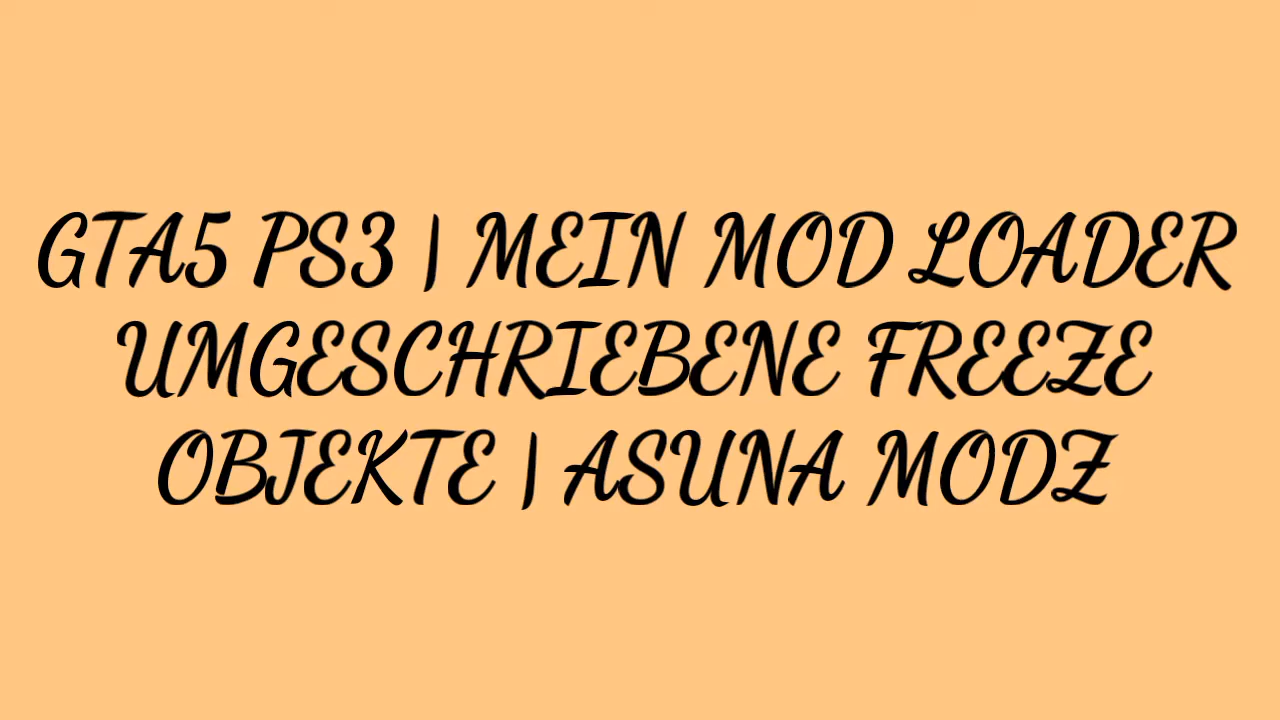 GTA5 PS3 | MEIN MOD LOADER
UMGESCHRIEBENE FREEZE
OBJEKTE | ASUNA MODZ